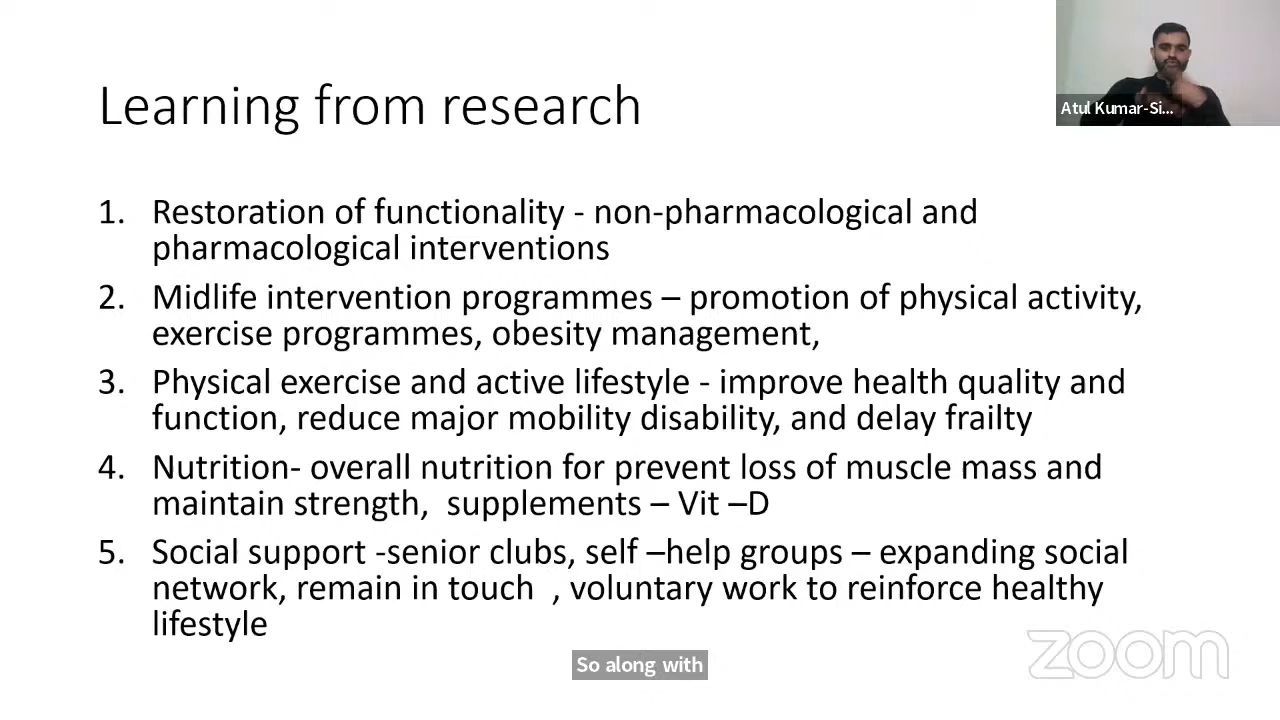 Atul Kumar-Si...
Learning from research
1. Restoration of functionality - non-pharmacological and
pharmacological interventions
2. Midlife intervention programmes – promotion of physical activity,
exercise programmes, obesity management,
3. Physical exercise and active lifestyle - improve health quality and
function, reduce major mobility disability, and delay frailty
4. Nutrition- overall nutrition for prevent loss of muscle mass and
maintain strength,  supplements – Vit –D
5. Social support -senior clubs, self –help groups – expanding social
network, remain in touch  , voluntary work to reinforce healthy
lifestyle
So along with
zoom